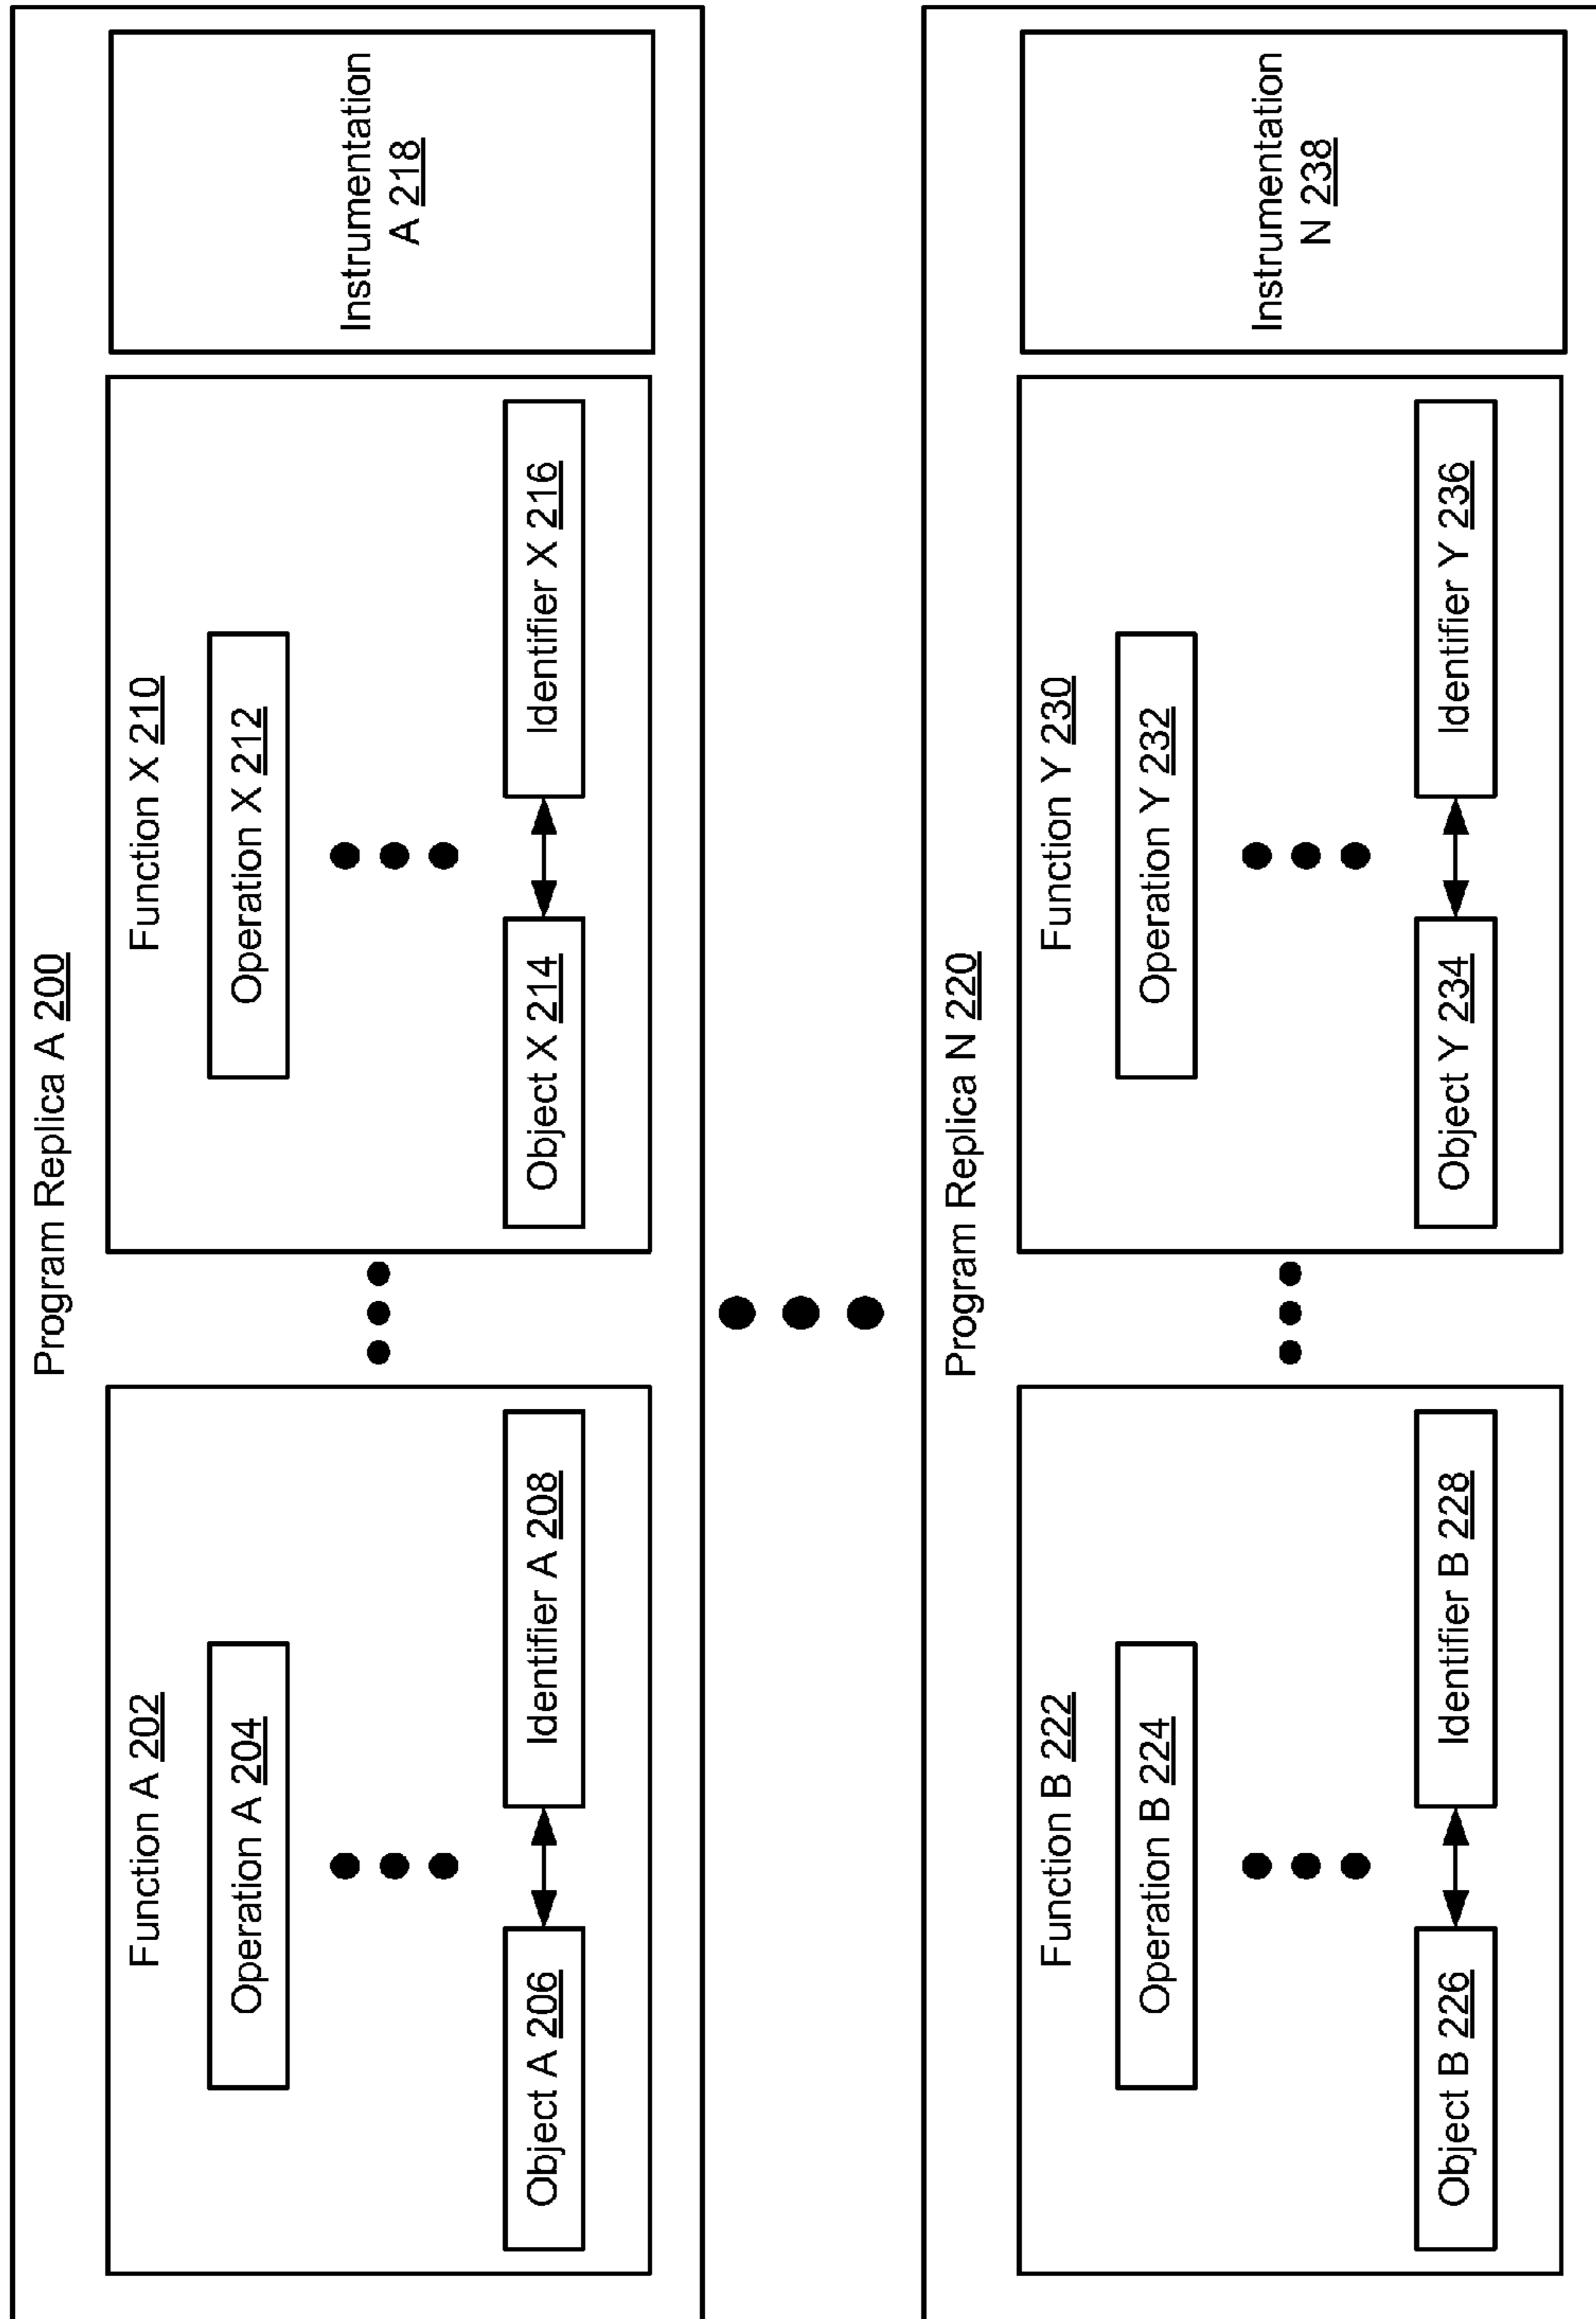 Program Replica A 200
Function A 202
Operation A 204
Object A 206
Identifier A 208
Function X 210
Operation X 212
Object X 214
Identifier X 216
Instrumentation
A 218
Program Replica N 220
Function B 222
Operation B 224
Object B 226
Identifier B 228
Function Y 230
Operation Y 232
Object Y 234
Identifier Y 236
Instrumentation
N 238